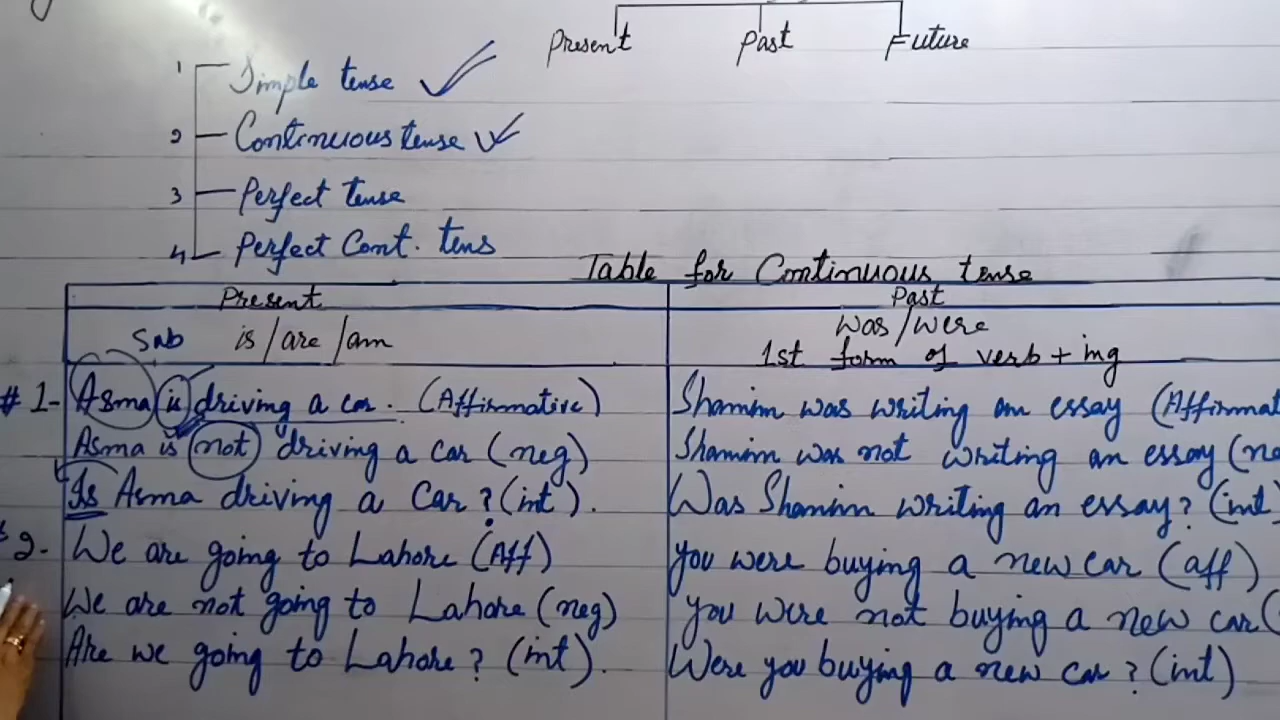 Present Past Future
1 Simple tense
2 Continuous tense
3 Perfect tense
4 Perfect Cont. tens
Table for Continuous tense
Present
Sub is/are/am
#1- Asma is driving a car. (Affirmative)
Asma is not driving a car (neg)
Is Asma driving a Car? (int).
2- We are going to Lahore (Aff)
We are not going to Lahore (neg)
Are we going to Lahore? (int).
Past
was/were
1st form of verb + ing
Shamim was writing an essay (Affirmat
Shamim was not writing an essay (ne
Was Shamim writing an essay? (int
you were buying a new car (aff)
you were not buying a new car (
Were you buying a new car? (int)